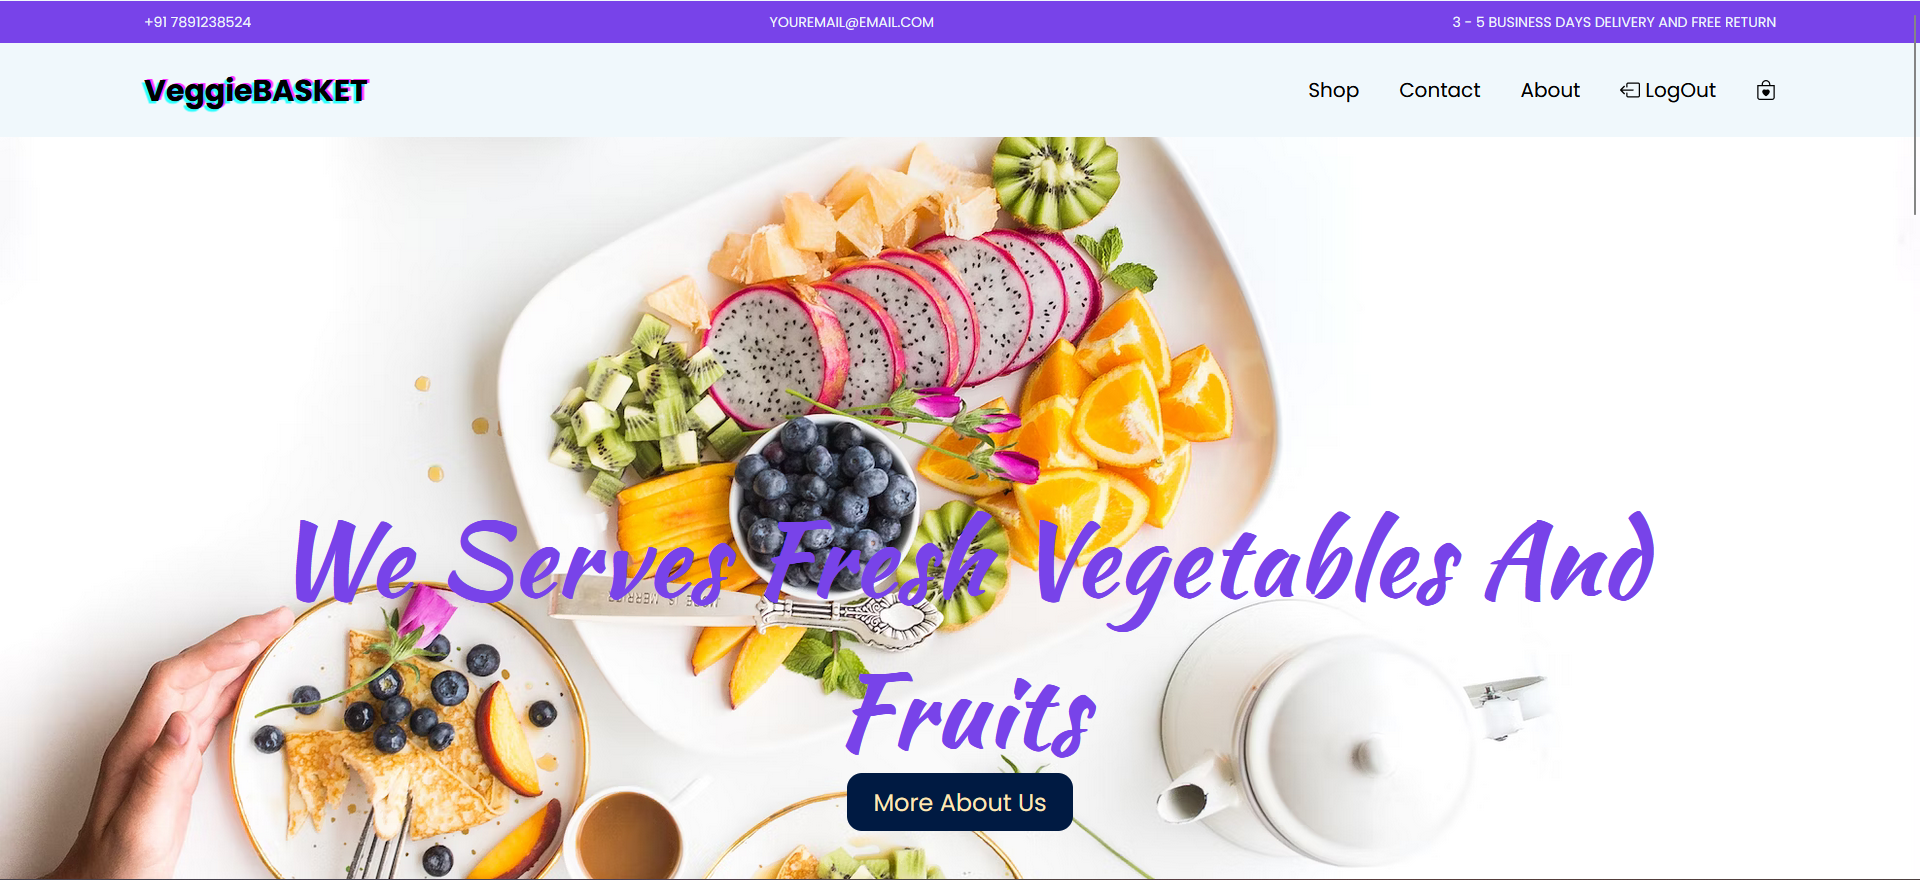 +91 7891238524
YOUREMAIL@EMAIL.COM
3 - 5 BUSINESS DAYS DELIVERY AND FREE RETURN
VeggieBASKET
Shop
Contact
About
LogOut
We Serves Fresh Vegetables And
Fruits
More About Us